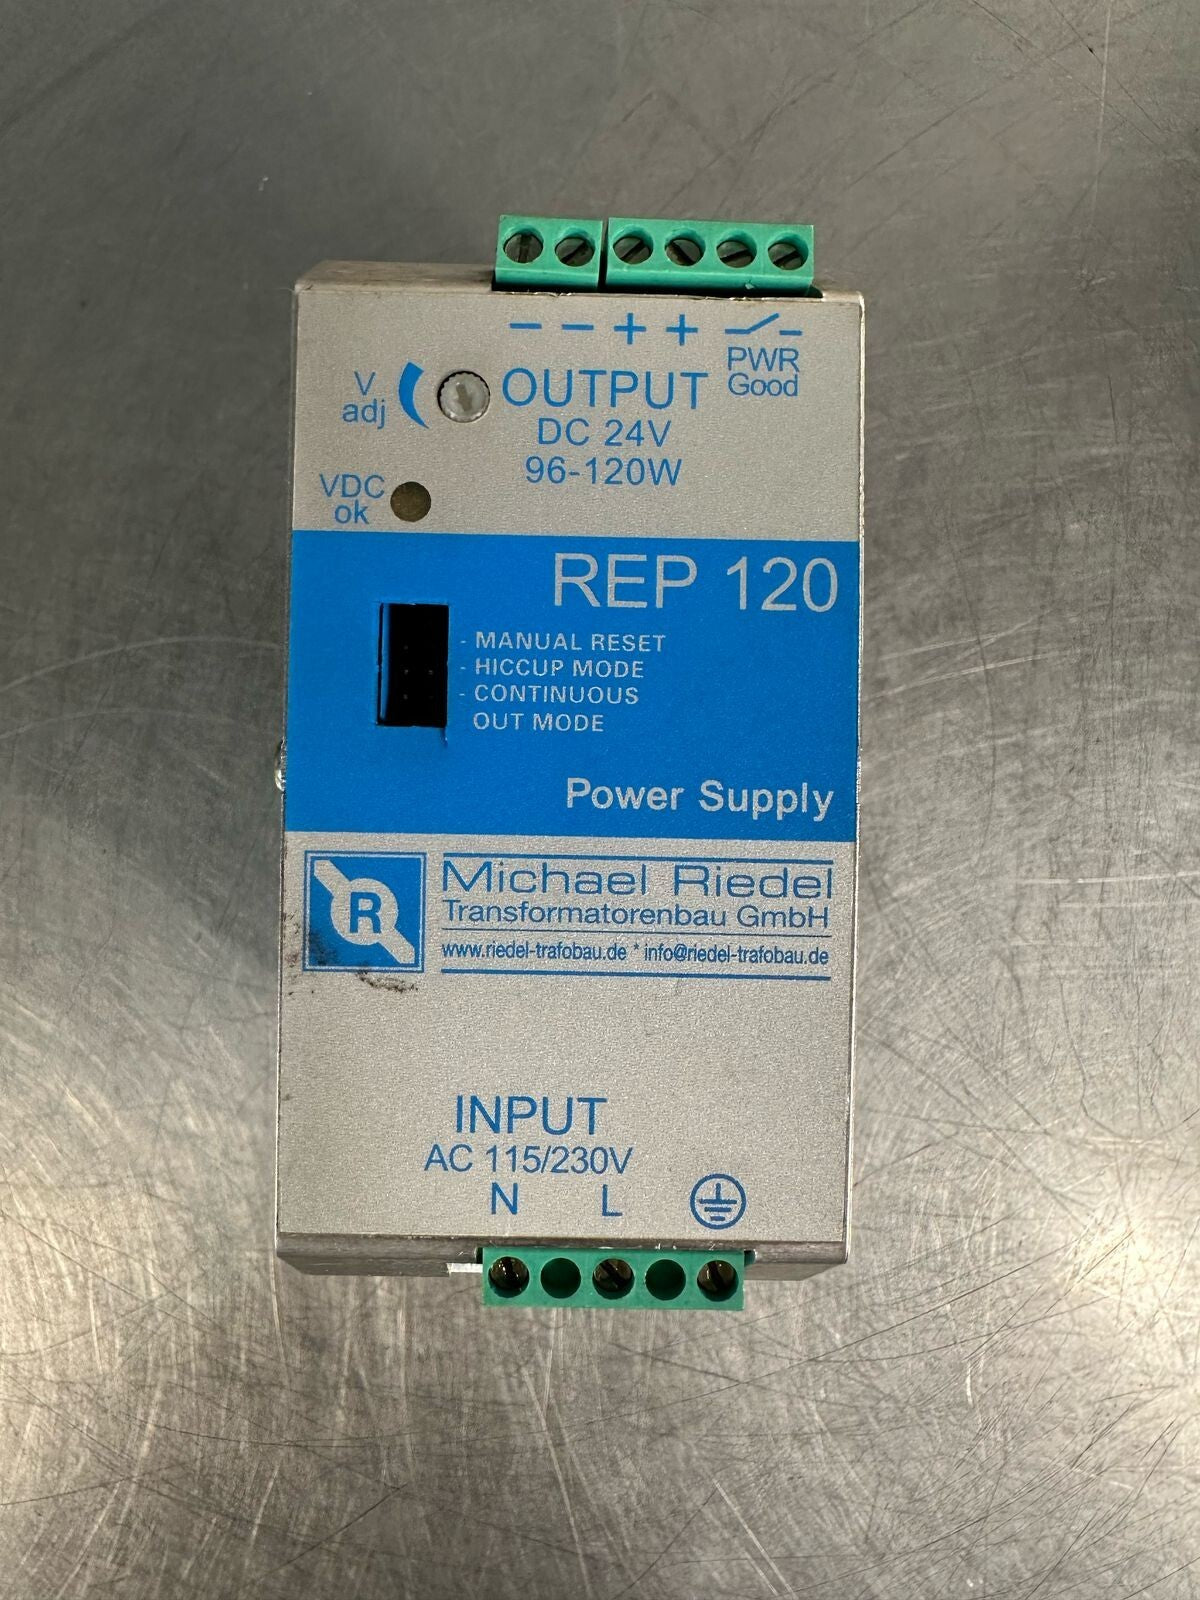 − − + +
PWR
Good
V
adj
OUTPUT
DC 24V
96-120W
VDC
ok
REP 120
- MANUAL RESET
- HICCUP MODE
- CONTINUOUS
OUT MODE
Power Supply
R
Michael Riedel
Transformatorenbau GmbH
www.riedel-trafobau.de * info@riedel-trafobau.de
INPUT
AC 115/230V
N L